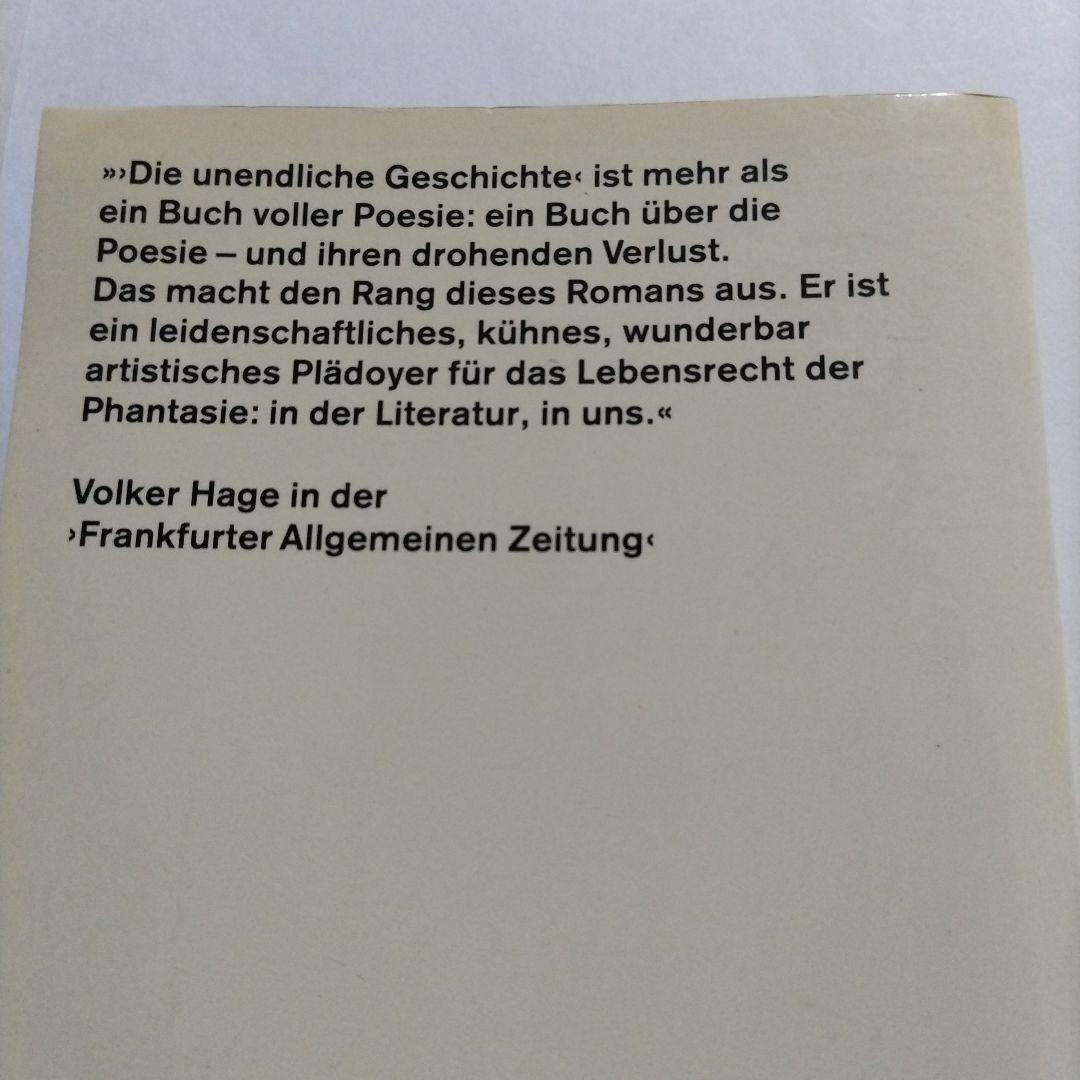 »›Die unendliche Geschichte‹ ist mehr als
ein Buch voller Poesie: ein Buch über die
Poesie – und ihren drohenden Verlust.
Das macht den Rang dieses Romans aus. Er ist
ein leidenschaftliches, kühnes, wunderbar
artistisches Plädoyer für das Lebensrecht der
Phantasie: in der Literatur, in uns.«
Volker Hage in der
›Frankfurter Allgemeinen Zeitung‹